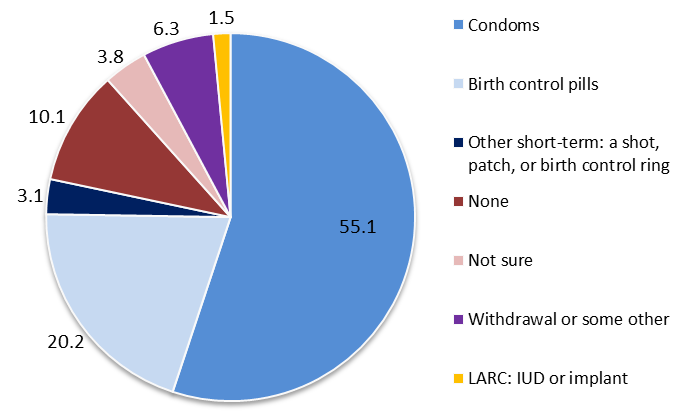 1.5
6.3
3.8
10.1
3.1
20.2
55.1
Condoms
Birth control pills
Other short-term: a shot,
patch, or birth control ring
None
Not sure
Withdrawal or some other
LARC: IUD or implant